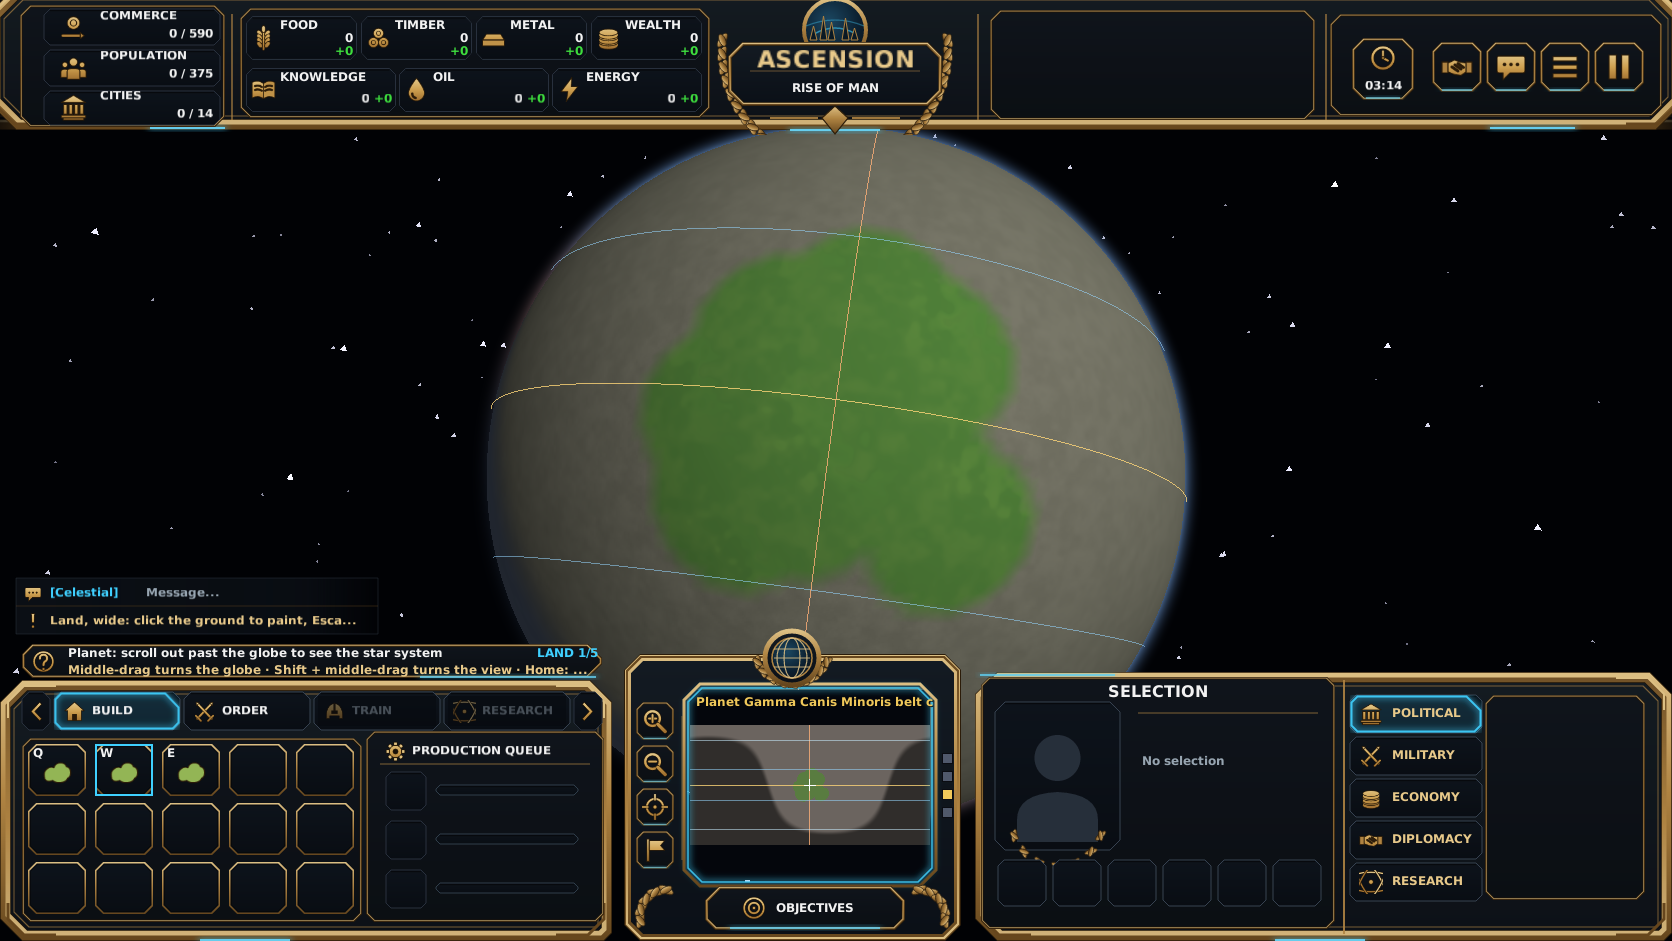 COMMERCE
0 / 590
POPULATION
0 / 375
CITIES
0 / 14
FOOD
0
+0
TIMBER
0
+0
METAL
0
+0
WEALTH
0
+0
KNOWLEDGE
0 +0
OIL
0 +0
ENERGY
0 +0
ASCENSION
RISE OF MAN
03:14
[Celestial] Message...
! Land, wide: click the ground to paint, Esca...
Planet: scroll out past the globe to see the star system
LAND 1/5
Middle-drag turns the globe · Shift + middle-drag turns the view · Home: ...
BUILD
ORDER
TRAIN
RESEARCH
Q
W
E
PRODUCTION QUEUE
Planet Gamma Canis Minoris belt
OBJECTIVES
SELECTION
No selection
POLITICAL
MILITARY
ECONOMY
DIPLOMACY
RESEARCH